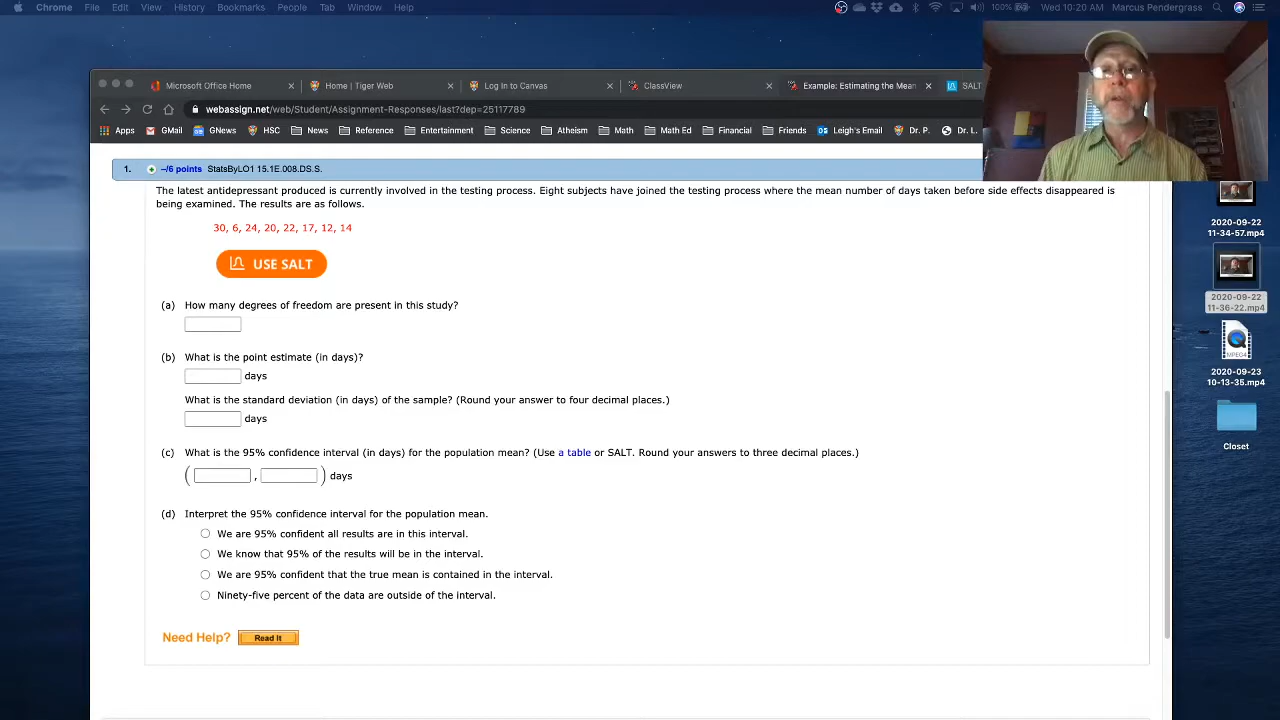 Chrome File Edit View History Bookmarks People Tab Window Help
100% Wed 10:20 AM Marcus Pendergrass
Microsoft Office Home
Home | Tiger Web
Log In to Canvas
ClassView
Example: Estimating the Mean
SALT
webassign.net/web/Student/Assignment-Responses/last?dep=25117789
Apps GMail GNews HSC News Reference Entertainment Science Atheism Math Math Ed Financial Friends Leigh's Email Dr. P. Dr. L.
1. –/6 points StatsByLO1 15.1E.008.DS.S.
The latest antidepressant produced is currently involved in the testing process. Eight subjects have joined the testing process where the mean number of days taken before side effects disappeared is
being examined. The results are as follows.
30, 6, 24, 20, 22, 17, 12, 14
USE SALT
(a) How many degrees of freedom are present in this study?
(b) What is the point estimate (in days)?
days
What is the standard deviation (in days) of the sample? (Round your answer to four decimal places.)
days
(c) What is the 95% confidence interval (in days) for the population mean? (Use a table or SALT. Round your answers to three decimal places.)
( , ) days
(d) Interpret the 95% confidence interval for the population mean.
We are 95% confident all results are in this interval.
We know that 95% of the results will be in the interval.
We are 95% confident that the true mean is contained in the interval.
Ninety-five percent of the data are outside of the interval.
Need Help? Read It
2020-09-22
11-34-57.mp4
2020-09-22
11-36-22.mp4
MPEG4
2020-09-23
10-13-35.mp4
Closet